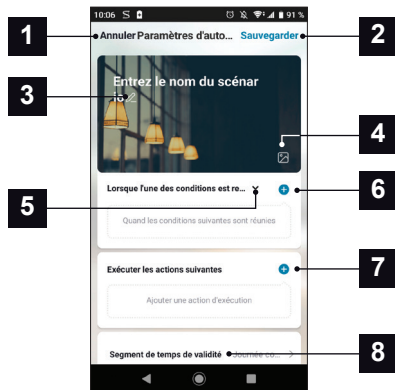 10:06 S 91 %
Annuler Paramètres d'auto... Sauvegarder
Entrez le nom du scénar
io
Lorsque l'une des conditions est re...
Quand les conditions suivantes sont réunies
Exécuter les actions suivantes
Ajouter une action d'exécution
Segment de temps de validité Journée co...
1
2
3
4
5
6
7
8